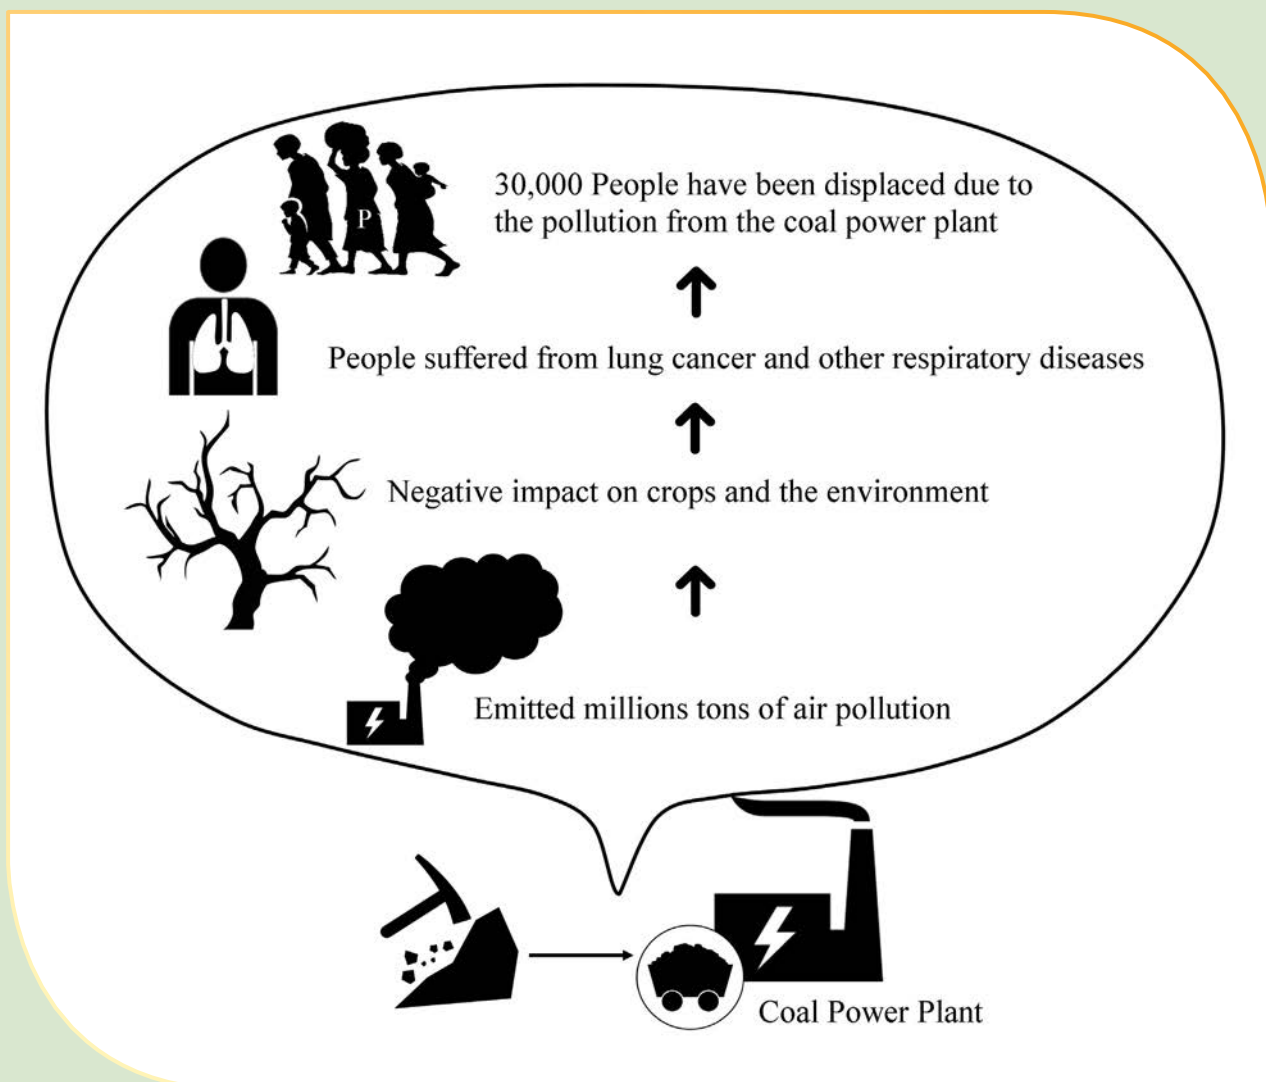 30,000 People have been displaced due to
the pollution from the coal power plant
P
People suffered from lung cancer and other respiratory diseases
Negative impact on crops and the environment
Emitted millions tons of air pollution
Coal Power Plant